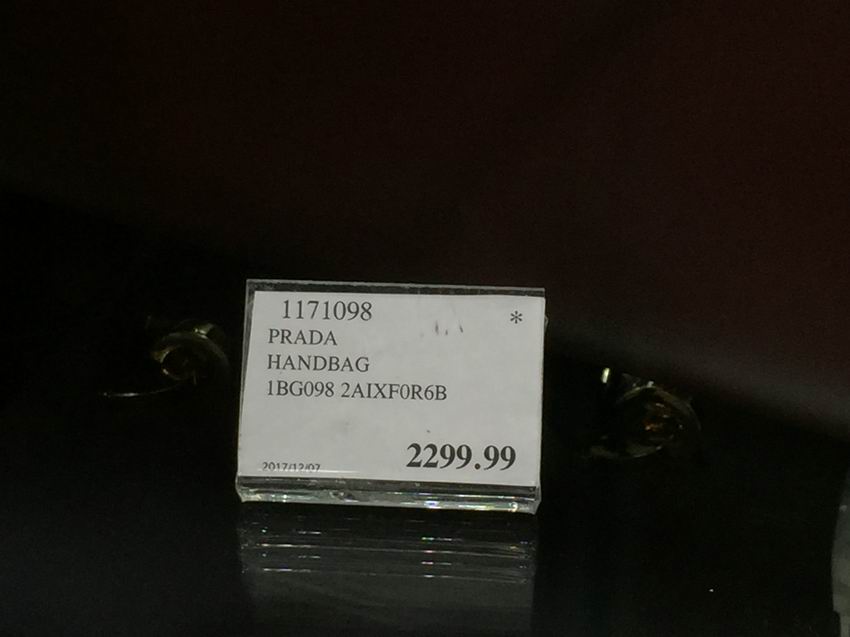 1171098 *
PRADA
HANDBAG
1BG098 2AIXF0R6B
2299.99
2017/12/07